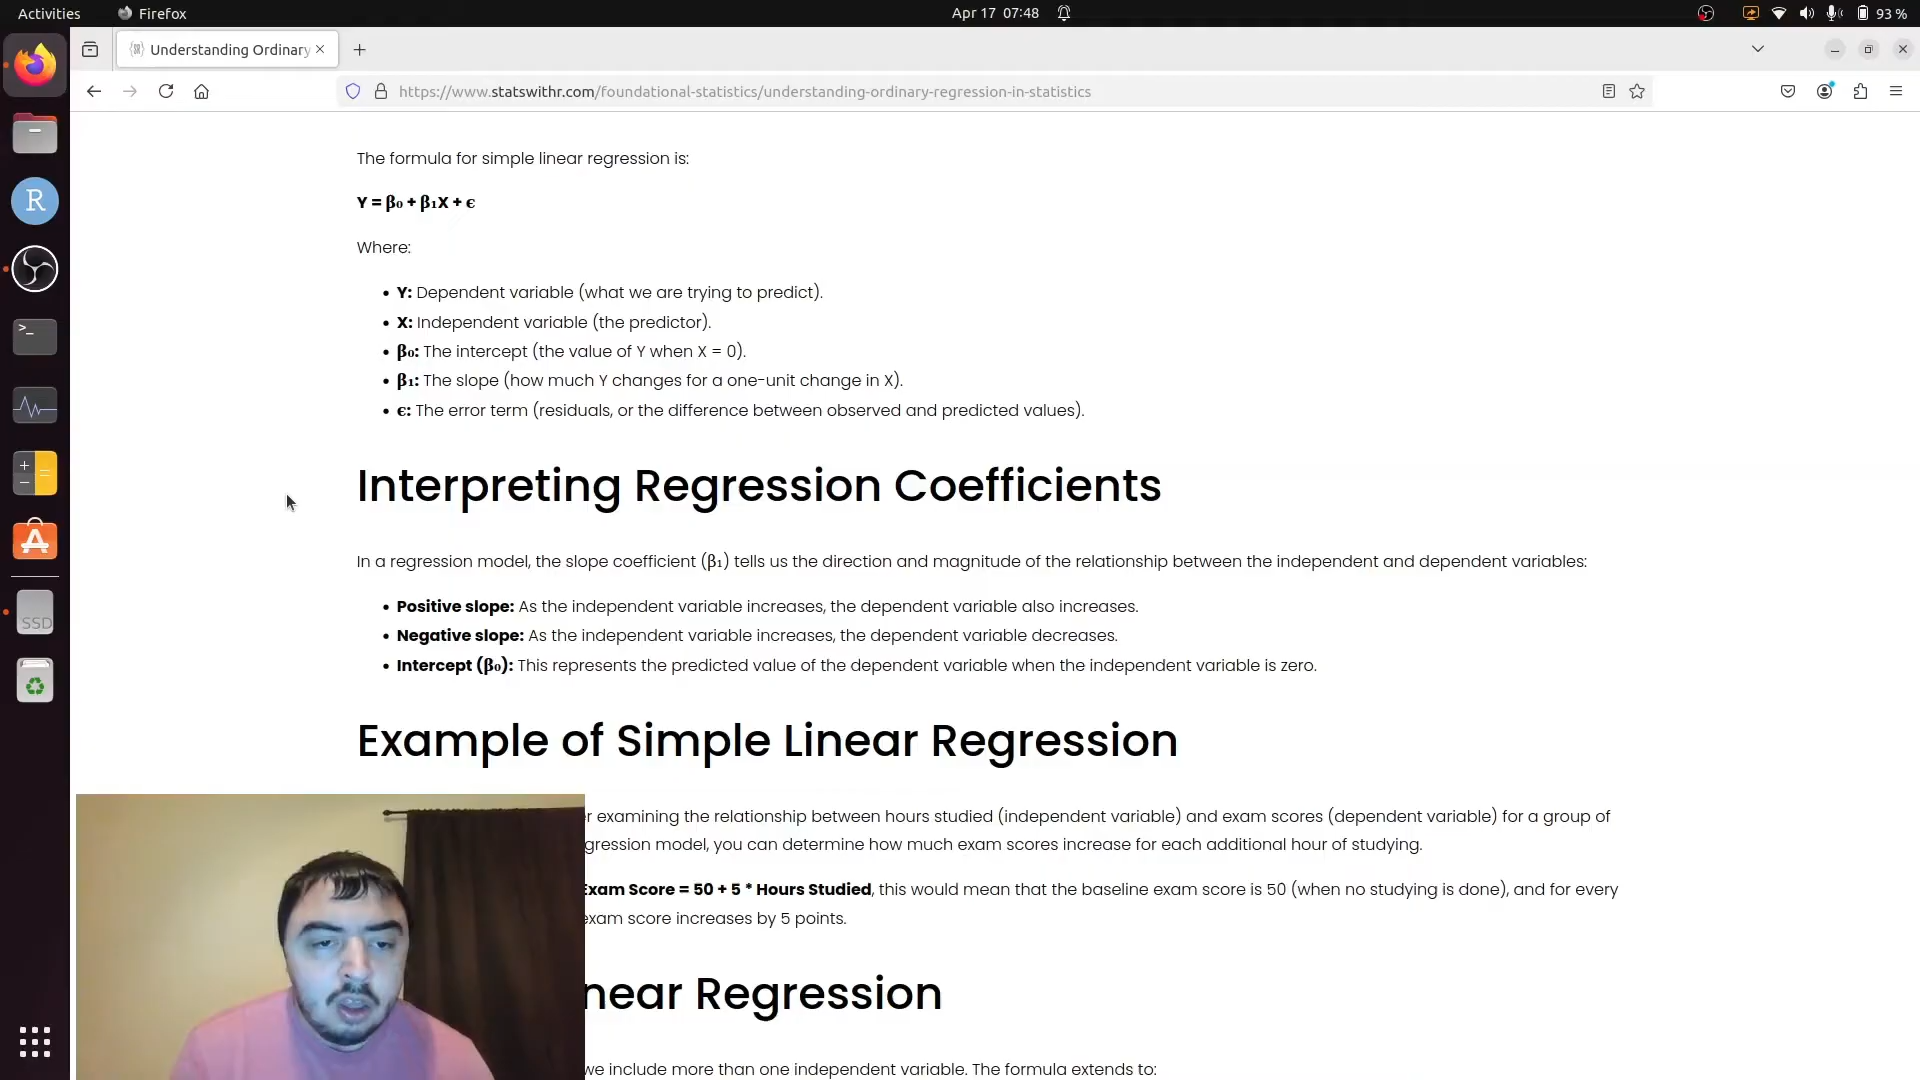 Activities
Firefox
Apr 17 07:48
93 %
Understanding Ordinary
https://www.statswithr.com/foundational-statistics/understanding-ordinary-regression-in-statistics
The formula for simple linear regression is:
Y = β₀ + β₁X + ϵ
Where:
• Y: Dependent variable (what we are trying to predict).
• X: Independent variable (the predictor).
• β₀: The intercept (the value of Y when X = 0).
• β₁: The slope (how much Y changes for a one-unit change in X).
• ϵ: The error term (residuals, or the difference between observed and predicted values).
Interpreting Regression Coefficients
In a regression model, the slope coefficient (β₁) tells us the direction and magnitude of the relationship between the independent and dependent variables:
• Positive slope: As the independent variable increases, the dependent variable also increases.
• Negative slope: As the independent variable increases, the dependent variable decreases.
• Intercept (β₀): This represents the predicted value of the dependent variable when the independent variable is zero.
Example of Simple Linear Regression
examining the relationship between hours studied (independent variable) and exam scores (dependent variable) for a group of
gression model, you can determine how much exam scores increase for each additional hour of studying.
Exam Score = 50 + 5 * Hours Studied, this would mean that the baseline exam score is 50 (when no studying is done), and for every
exam score increases by 5 points.
near Regression
we include more than one independent variable. The formula extends to:
R
>_
SSD